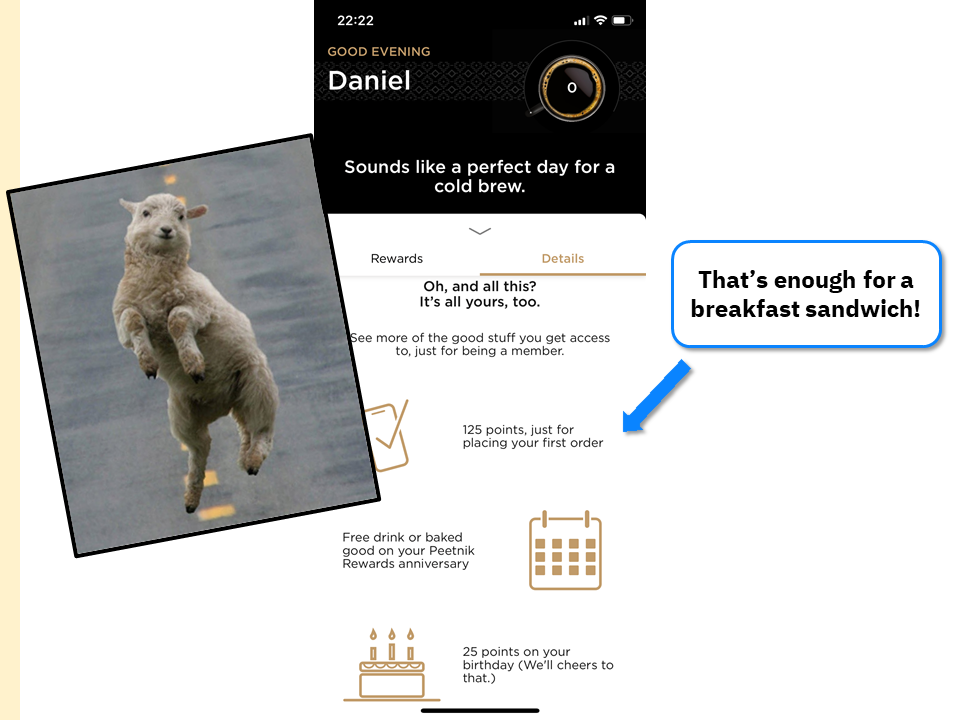 22:22
GOOD EVENING
Daniel
0
Sounds like a perfect day for a
cold brew.
Rewards
Details
Oh, and all this?
It's all yours, too.
See more of the good stuff you get access
to, just for being a member.
125 points, just for
placing your first order
Free drink or baked
good on your Peetnik
Rewards anniversary
25 points on your
birthday (We'll cheers to
that.)
That's enough for a
breakfast sandwich!